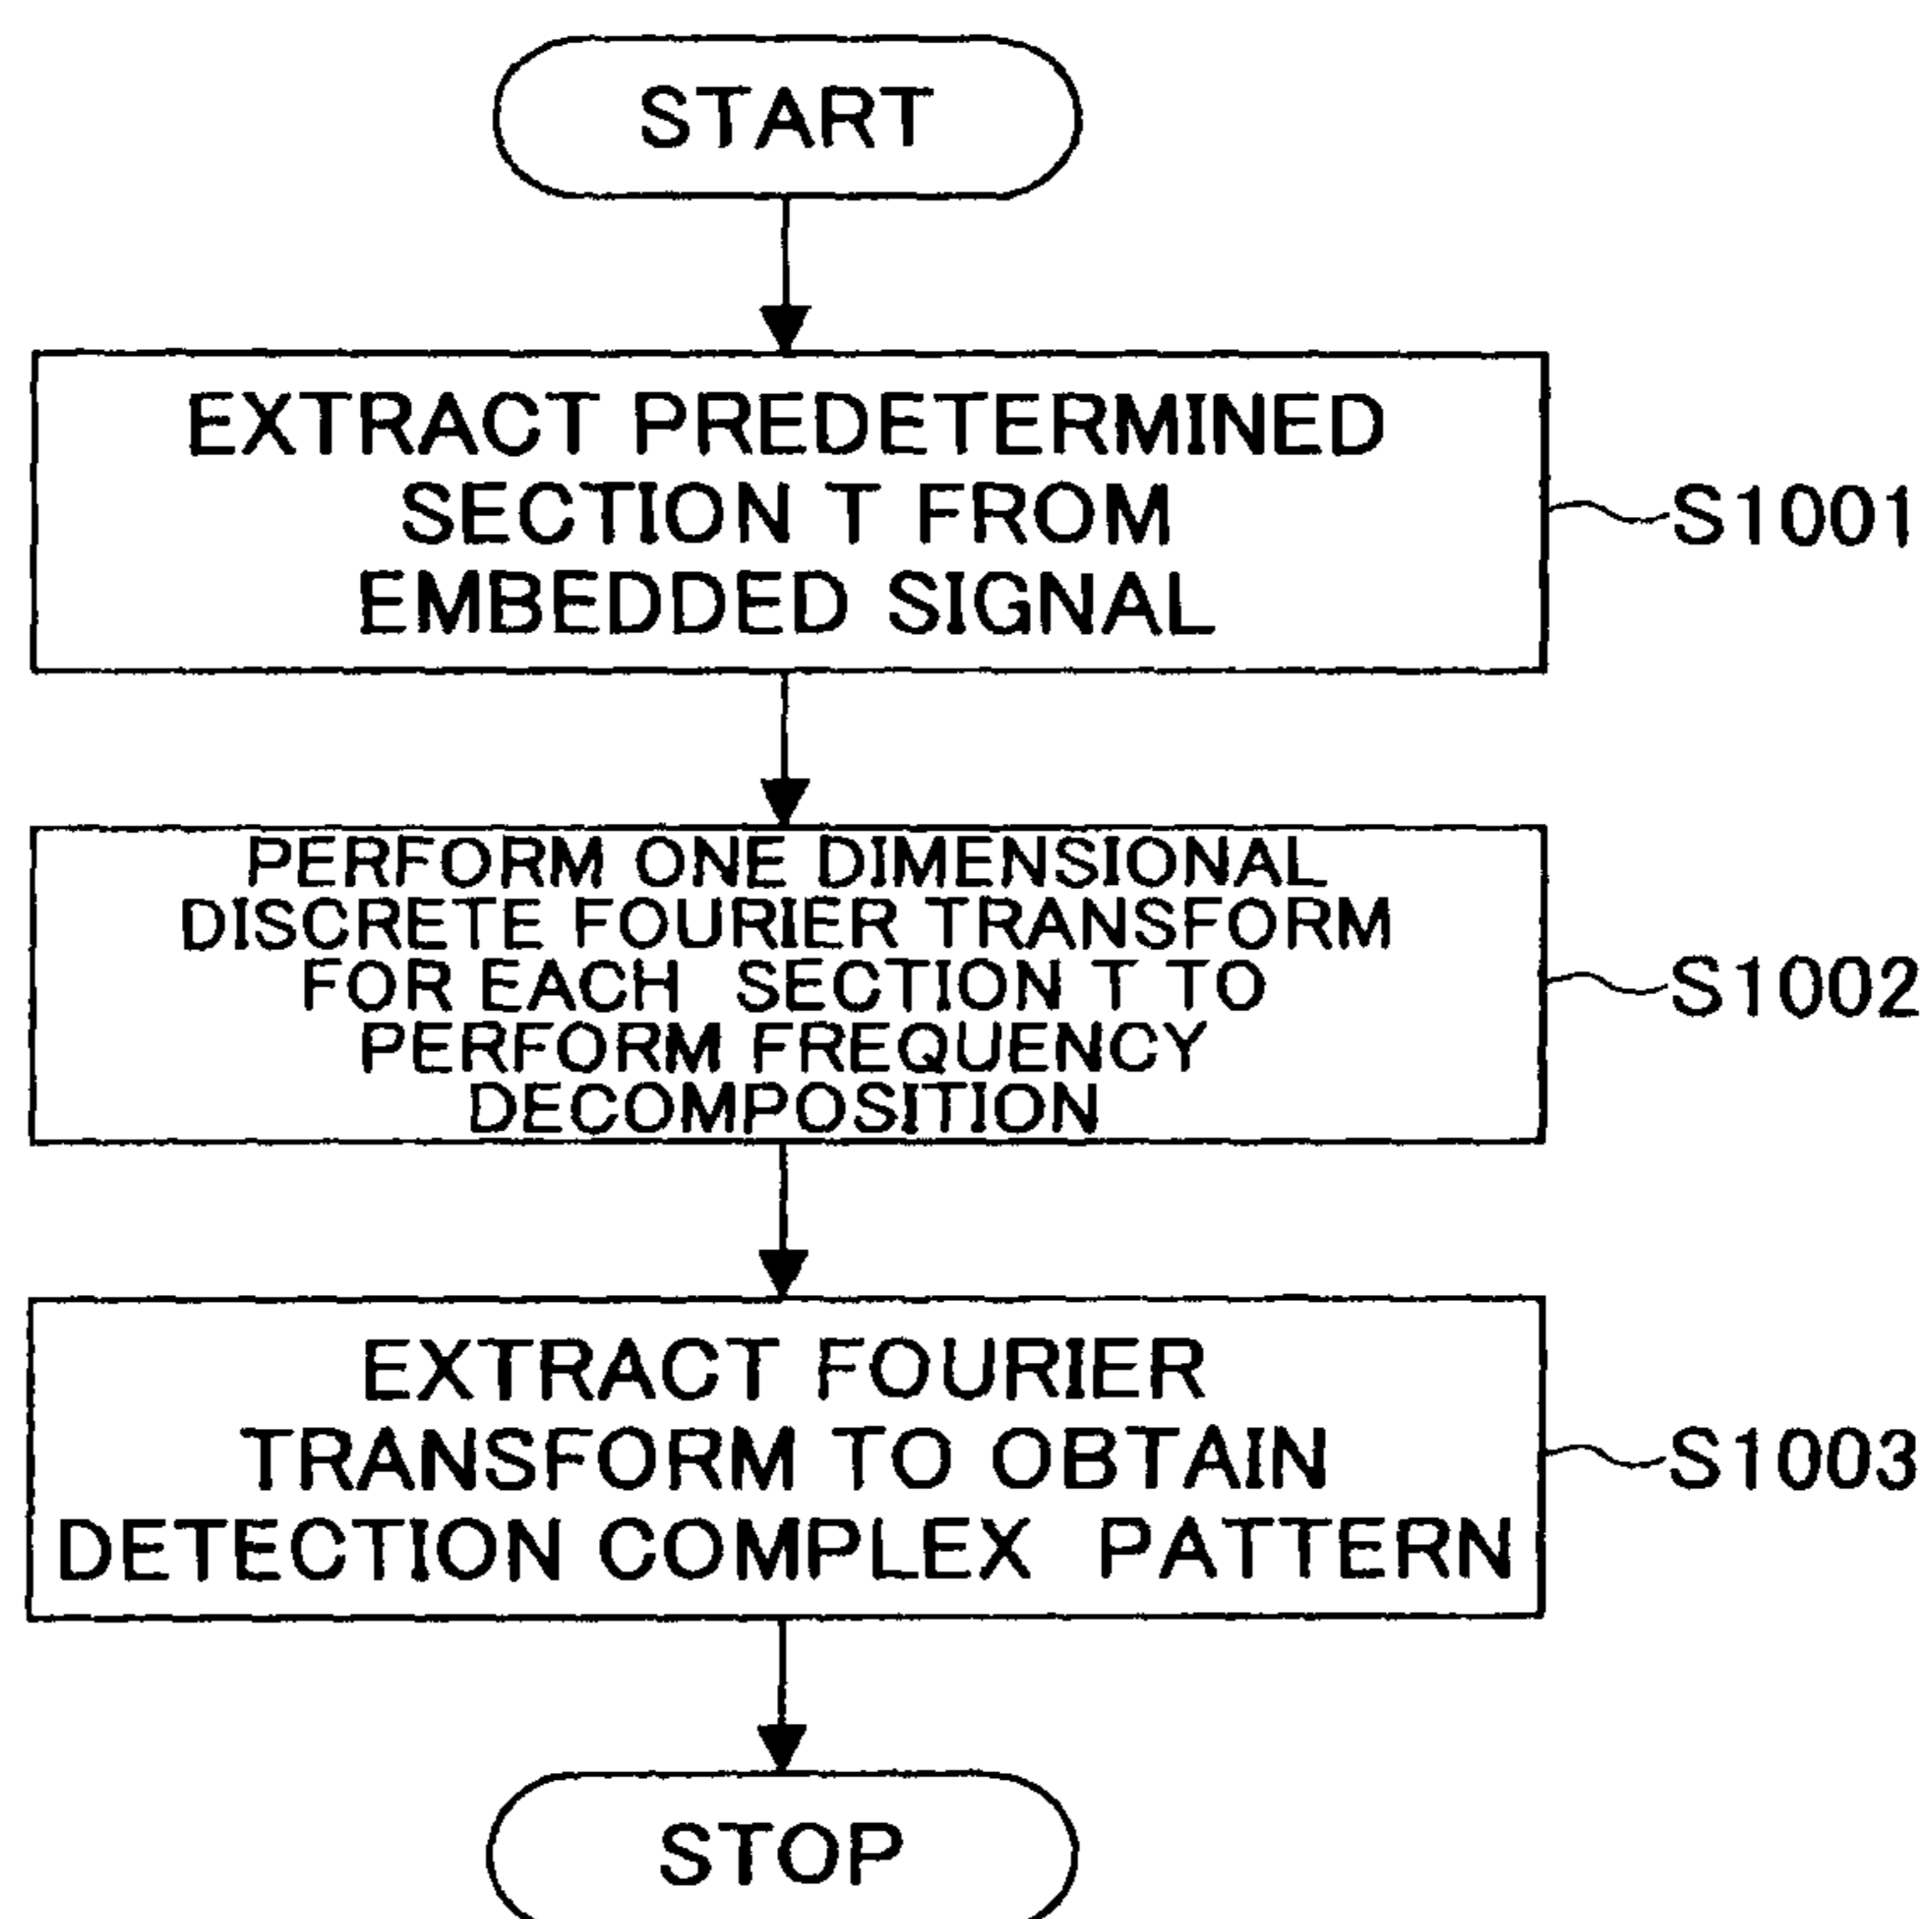 START
EXTRACT PREDETERMINED
SECTION T FROM
EMBEDDED SIGNAL
S1001
PERFORM ONE DIMENSIONAL
DISCRETE FOURIER TRANSFORM
FOR EACH SECTION T TO
PERFORM FREQUENCY
DECOMPOSITION
S1002
EXTRACT FOURIER
TRANSFORM TO OBTAIN
DETECTION COMPLEX PATTERN
S1003
STOP